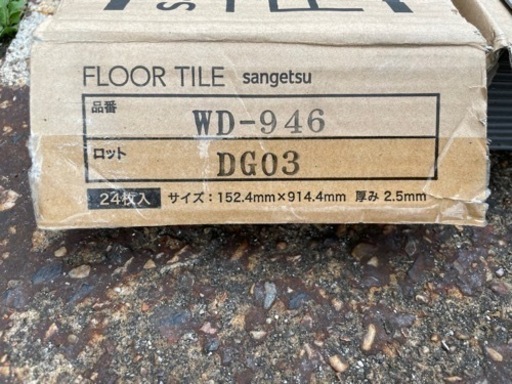 FLOOR TILE sangetsu
品番 WD-946
ロット DG03
24枚入 サイズ:152.4mm×914.4mm 厚み 2.5mm